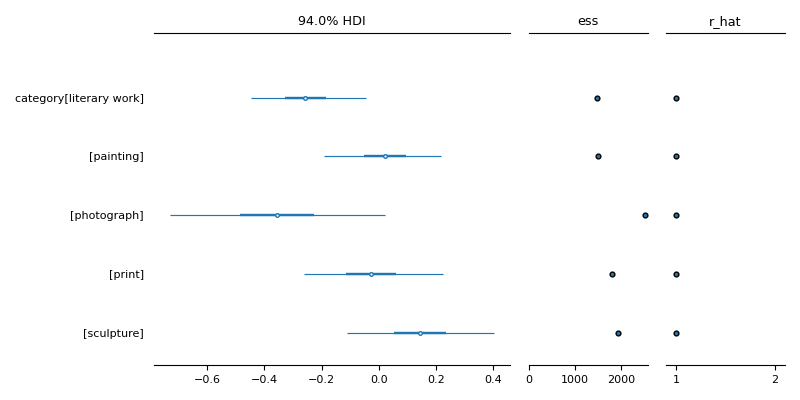 94.0% HDI ess r_hat
category[literary work]
[painting]
[photograph]
[print]
[sculpture]
−0.6 −0.4 −0.2 0.0 0.2 0.4 0 1000 2000 1 2